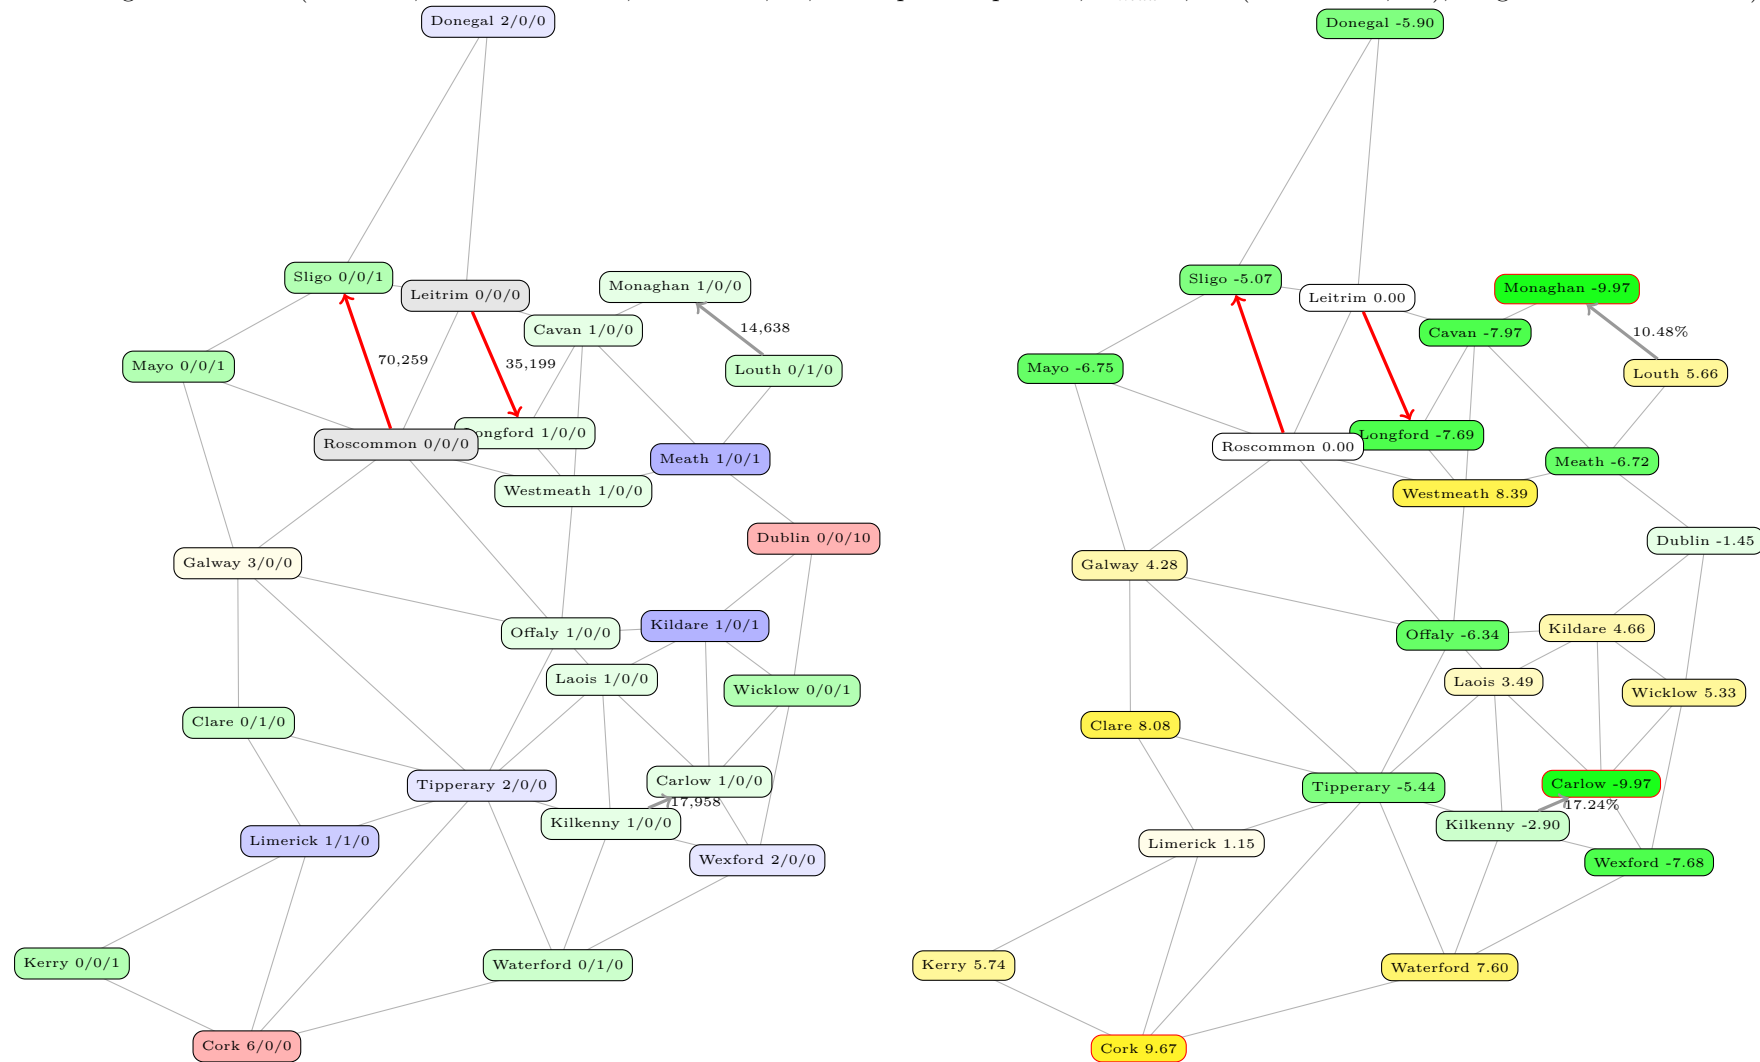 Donegal 2/0/0
Sligo 0/0/1
Leitrim 0/0/0
Monaghan 1/0/0
Cavan 1/0/0
14,638
70,259
35,199
Mayo 0/0/1
Louth 0/1/0
Longford 1/0/0
Roscommon 0/0/0
Meath 1/0/1
Westmeath 1/0/0
Dublin 0/0/10
Galway 3/0/0
Kildare 1/0/1
Offaly 1/0/0
Laois 1/0/0
Wicklow 0/0/1
Clare 0/1/0
Tipperary 2/0/0
Carlow 1/0/0
17,958
Kilkenny 1/0/0
Limerick 1/1/0
Wexford 2/0/0
Kerry 0/0/1
Waterford 0/1/0
Cork 6/0/0
Donegal -5.90
Sligo -5.07
Leitrim 0.00
Monaghan -9.97
Cavan -7.97
10.48%
Mayo -6.75
Louth 5.66
Longford -7.69
Roscommon 0.00
Meath -6.72
Westmeath 8.39
Dublin -1.45
Galway 4.28
Kildare 4.66
Offaly -6.34
Laois 3.49
Wicklow 5.33
Clare 8.08
Tipperary -5.44
Carlow -9.97
17.24%
Kilkenny -2.90
Limerick 1.15
Wexford -7.68
Kerry 5.74
Waterford 7.60
Cork 9.67